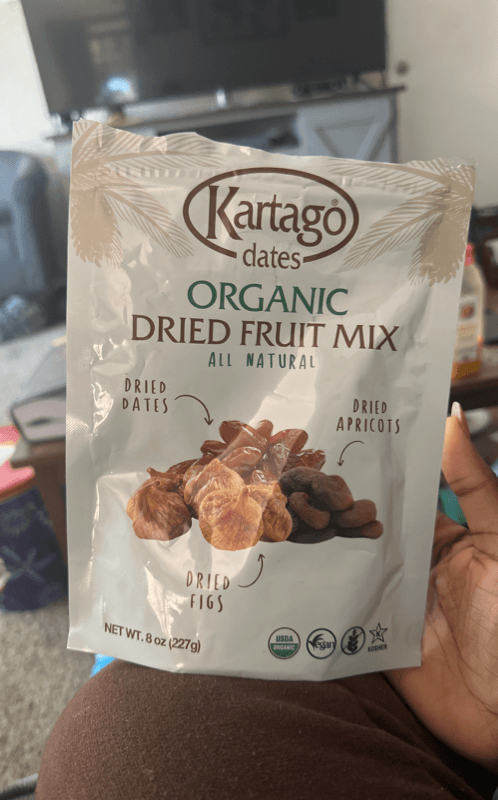 Kartago®
dates
ORGANIC
DRIED FRUIT MIX
ALL NATURAL
DRIED
DATES
DRIED
APRICOTS
DRIED
FIGS
NET WT. 8 oz (227g)
USDA
ORGANIC
VEGAN
K
KOSHER